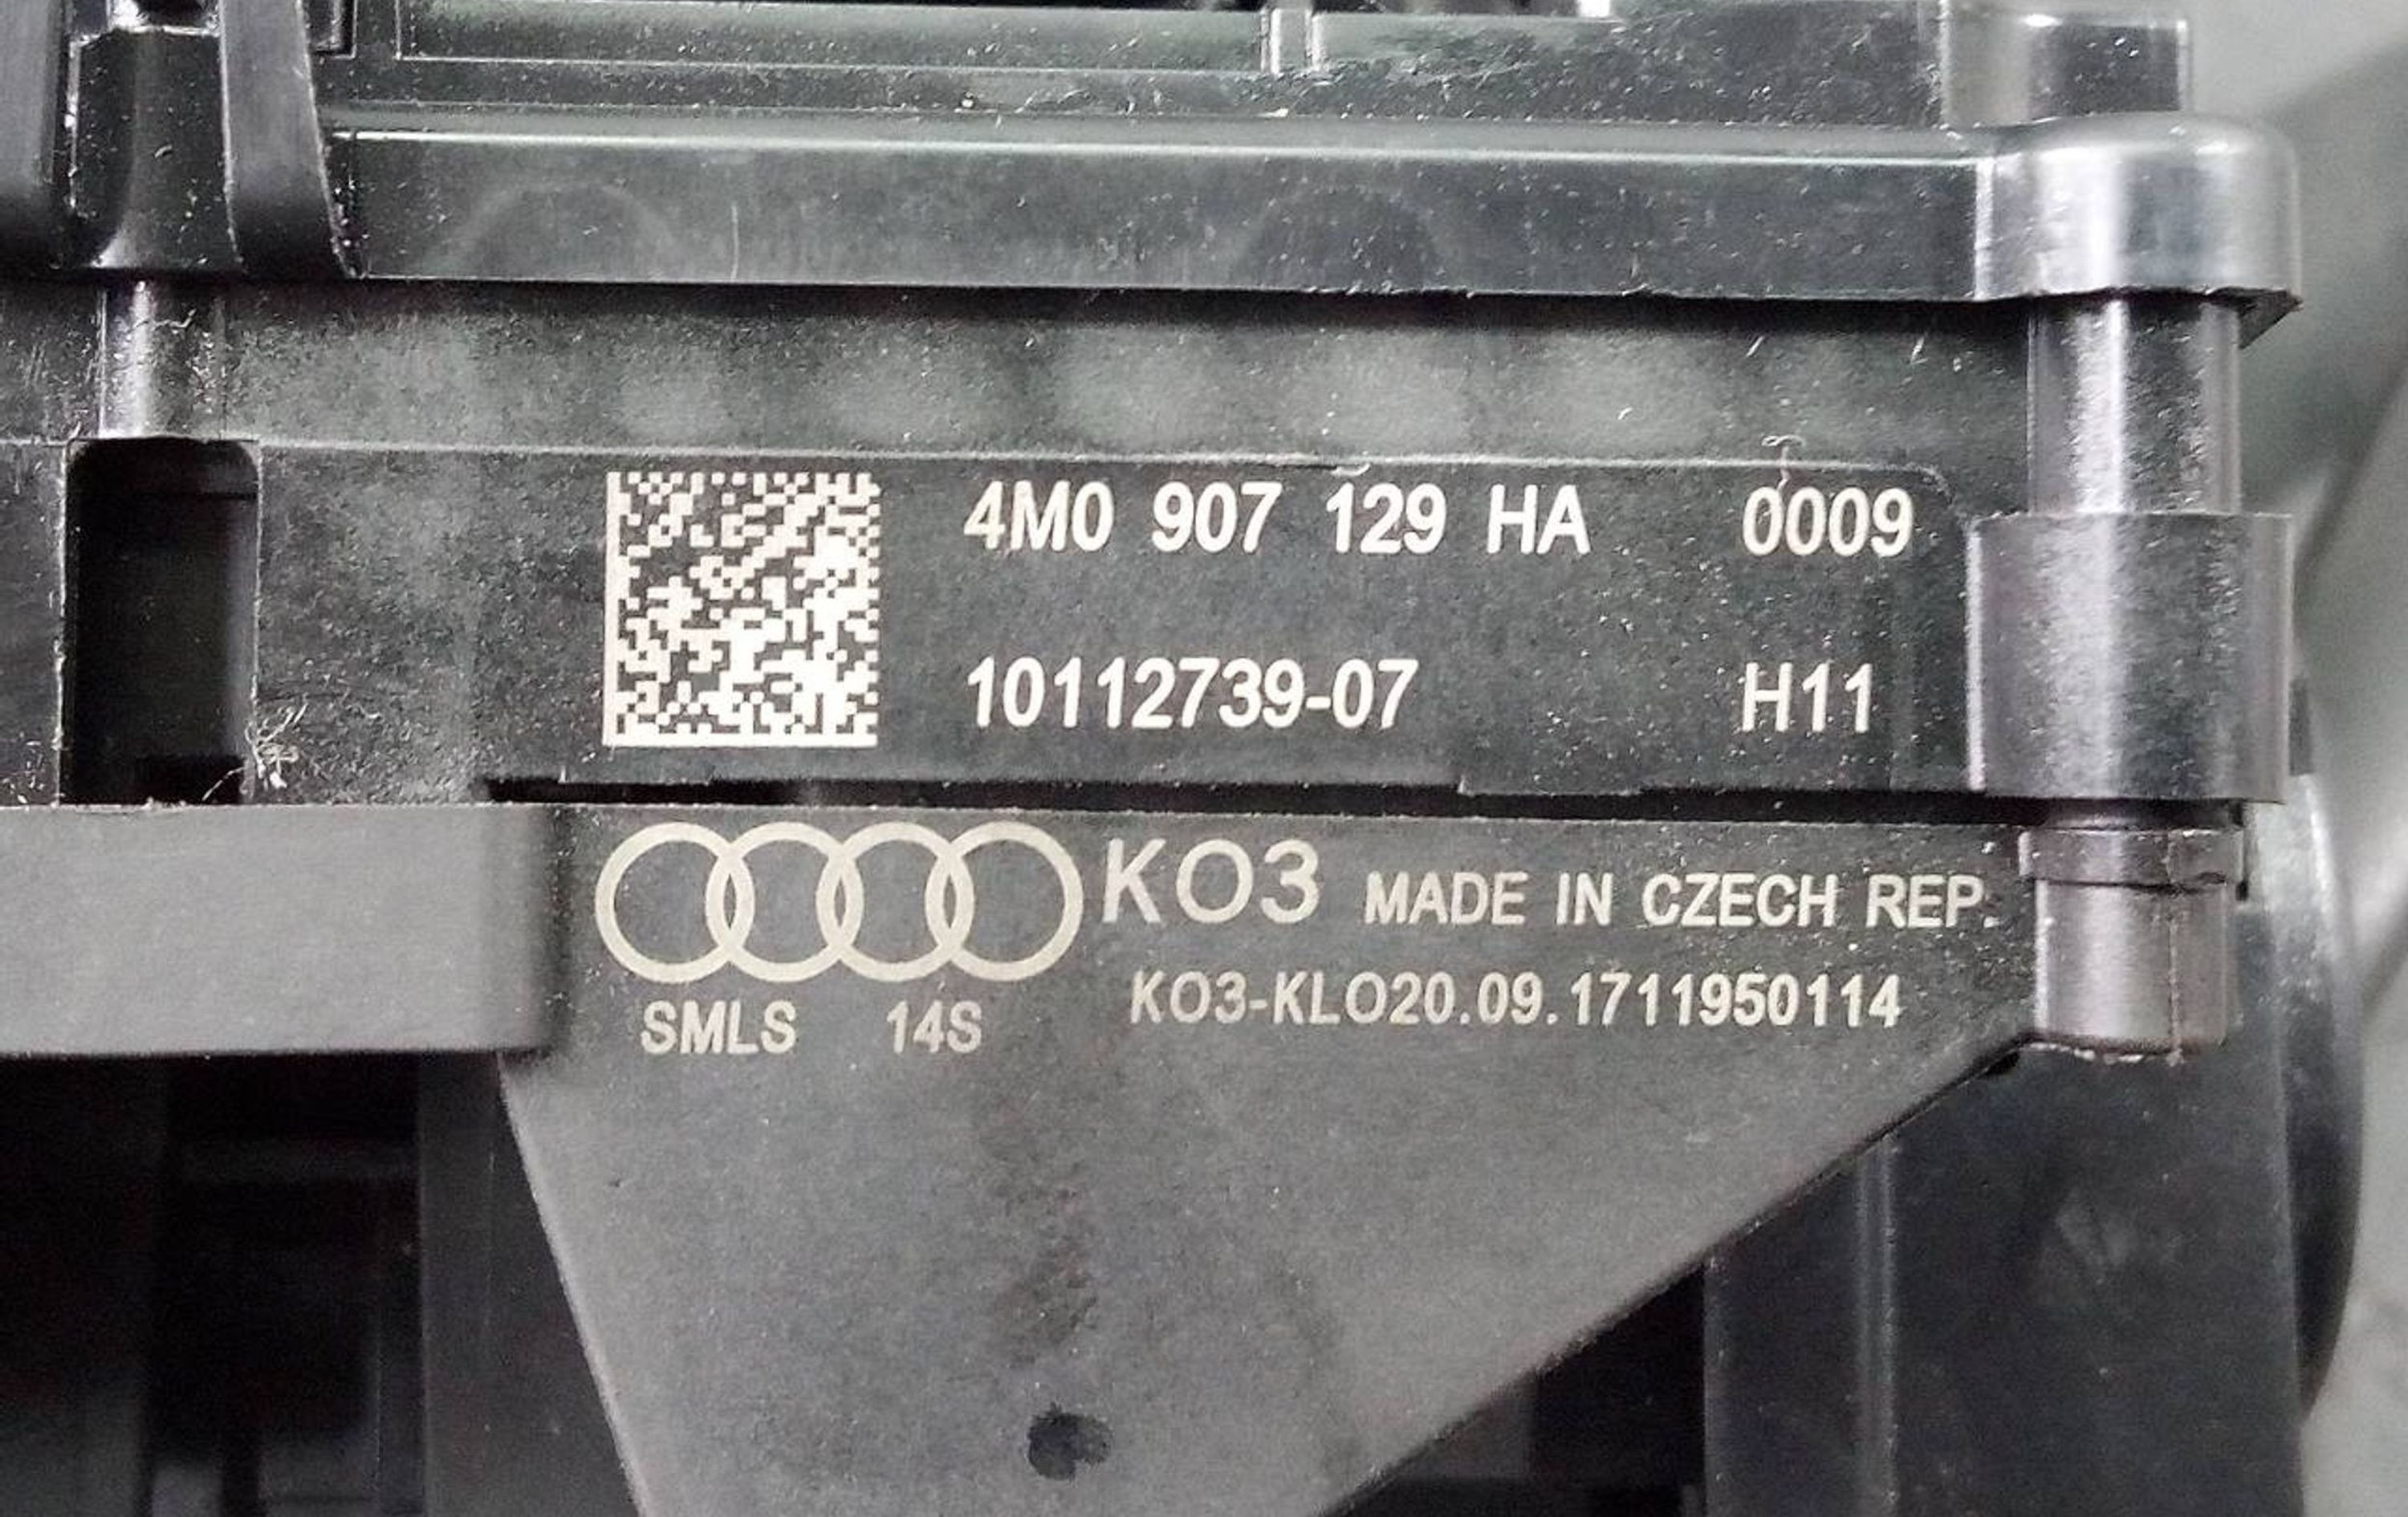 4M0 907 129 HA 0009
10112739-07 H11
KO3 MADE IN CZECH REP.
KO3-KLO20.09.1711950114
SMLS 14S